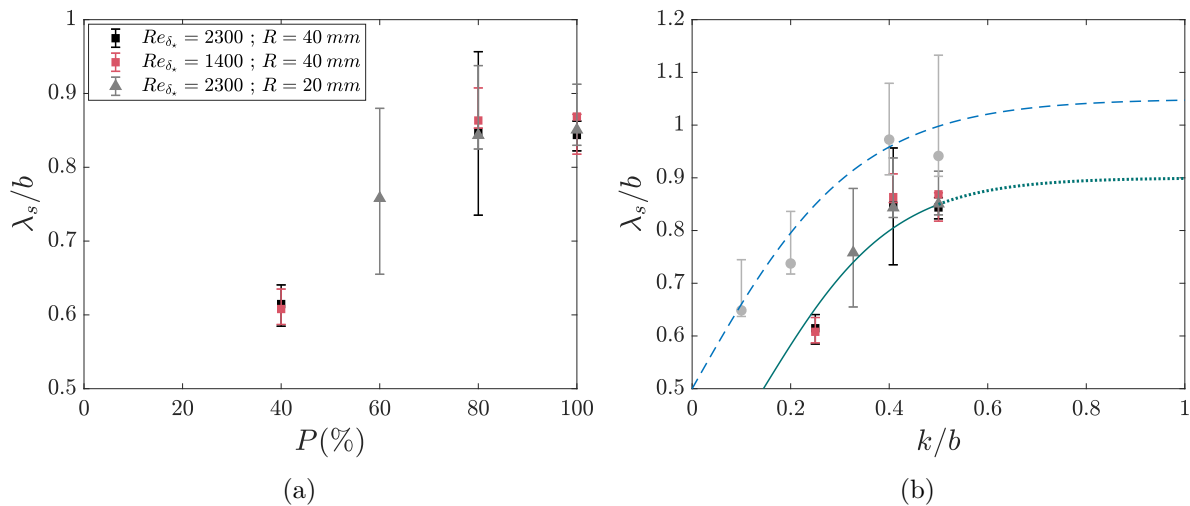 1
0.9
0.8
0.7
0.6
0.5
λ_s/b
Re_{δ⋆} = 2300 ; R = 40 mm
Re_{δ⋆} = 1400 ; R = 40 mm
Re_{δ⋆} = 2300 ; R = 20 mm
0 20 40 60 80 100
P(%)
(a)
1.2
1.1
1
0.9
0.8
0.7
0.6
0.5
λ_s/b
0 0.2 0.4 0.6 0.8 1
k/b
(b)